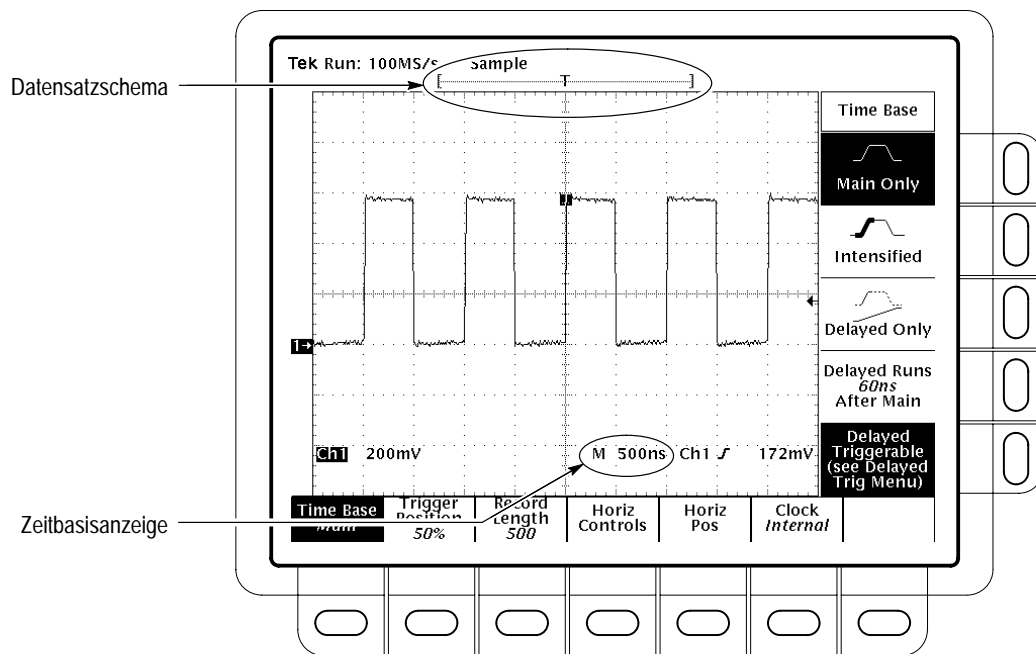 Tek Run: 100MS/s Sample
[ T ]
Datensatzschema
Time Base
Main Only
Intensified
Delayed Only
Delayed Runs
60ns
After Main
Delayed
Triggerable
(see Delayed
Trig Menu)
1→
Ch1 200mV M 500ns Ch1 172mV
Zeitbasisanzeige
Time Base
Main
Trigger
Position
50%
Record
Length
500
Horiz
Controls
Horiz
Pos
Clock
Internal